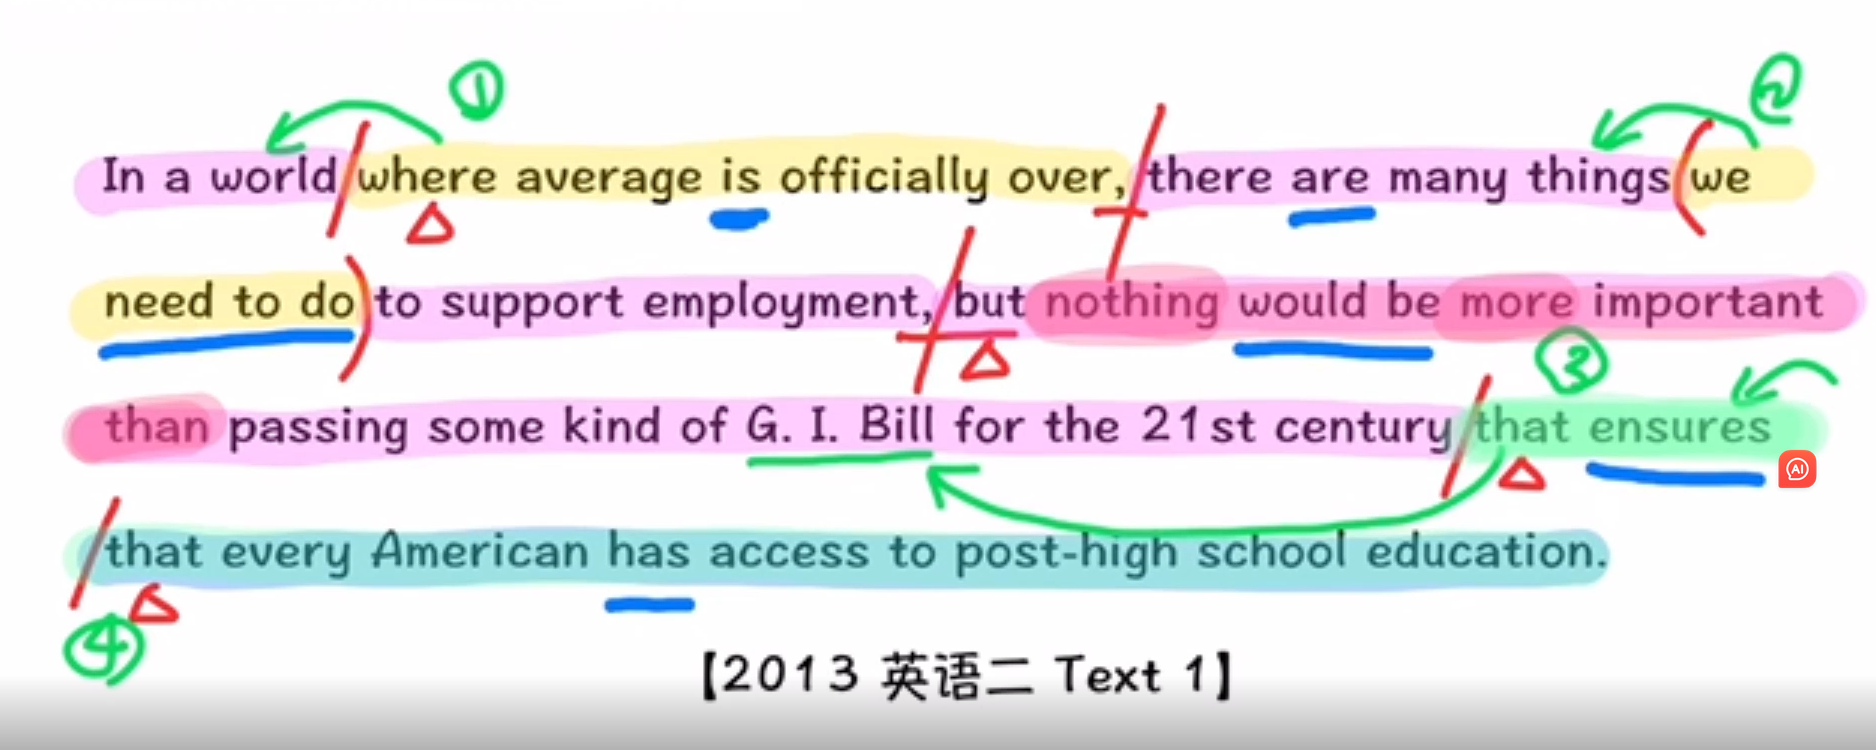 ①
②
In a world where average is officially over, there are many things we
need to do to support employment, but nothing would be more important
③
than passing some kind of G. I. Bill for the 21st century that ensures
AI
that every American has access to post-high school education.
④
【2013 英语二 Text 1】